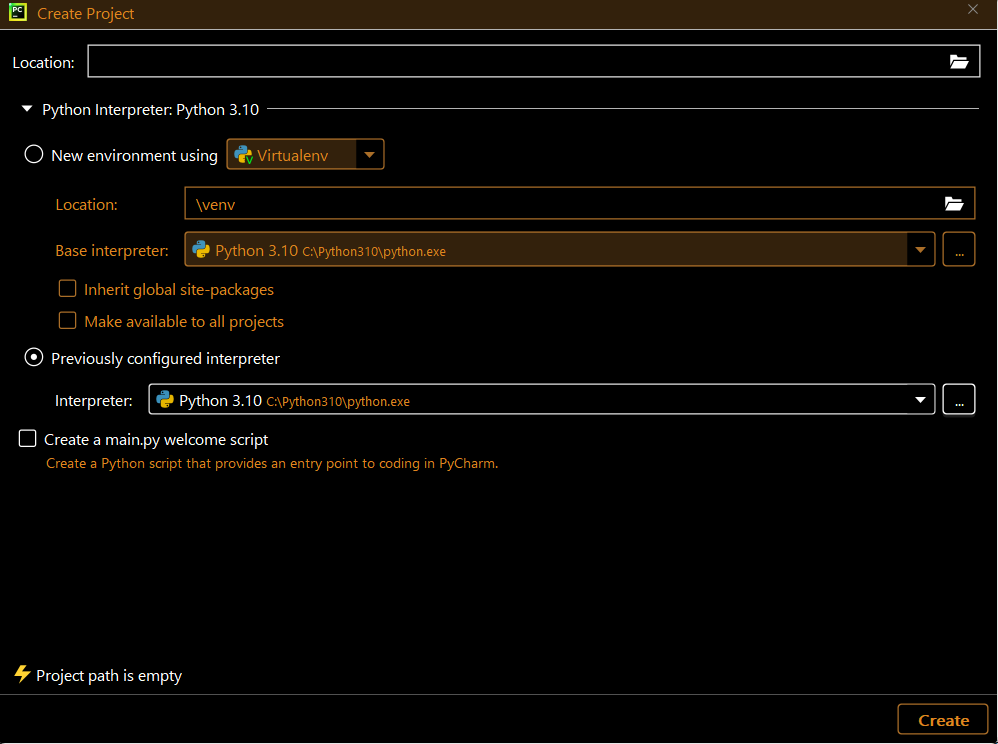 PC Create Project
Location:
Python Interpreter: Python 3.10
New environment using Virtualenv
Location: \venv
Base interpreter: Python 3.10 C:\Python310\python.exe ...
Inherit global site-packages
Make available to all projects
Previously configured interpreter
Interpreter: Python 3.10 C:\Python310\python.exe ...
Create a main.py welcome script
Create a Python script that provides an entry point to coding in PyCharm.
Project path is empty
Create